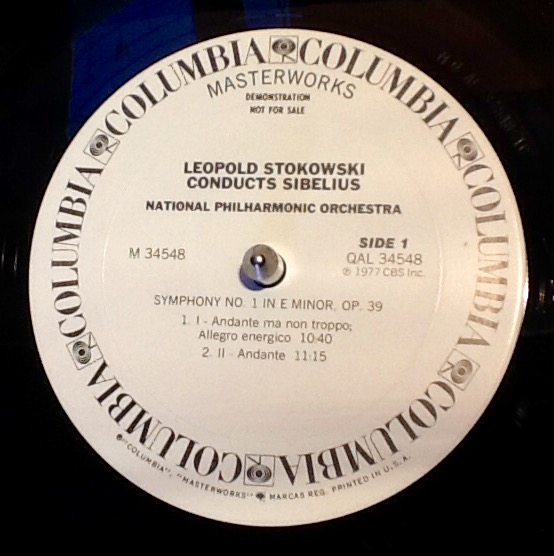 COLUMBIA COLUMBIA COLUMBIA COLUMBIA COLUMBIA COLUMBIA COLUMBIA
MASTERWORKS
DEMONSTRATION
NOT FOR SALE
LEOPOLD STOKOWSKI
CONDUCTS SIBELIUS
NATIONAL PHILHARMONIC ORCHESTRA
M 34548
SIDE 1
QAL 34548
℗ 1977 CBS Inc.
SYMPHONY NO. 1 IN E MINOR, OP. 39
1. I - Andante ma non troppo;
Allegro energico 10:40
2. II - Andante 11:15
"COLUMBIA", "MASTERWORKS", MARCAS REG. PRINTED IN U.S.A.